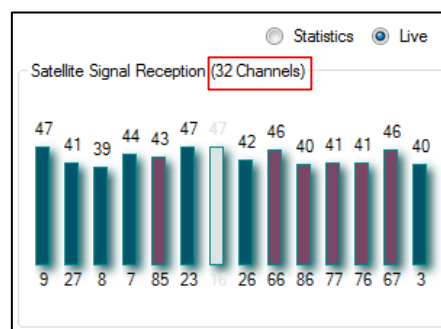 Statistics Live
Satellite Signal Reception (32 Channels)
47 41 39 44 43 47 47 42 46 40 41 41 46 40
9 27 8 7 85 23 16 26 66 86 77 76 67 3